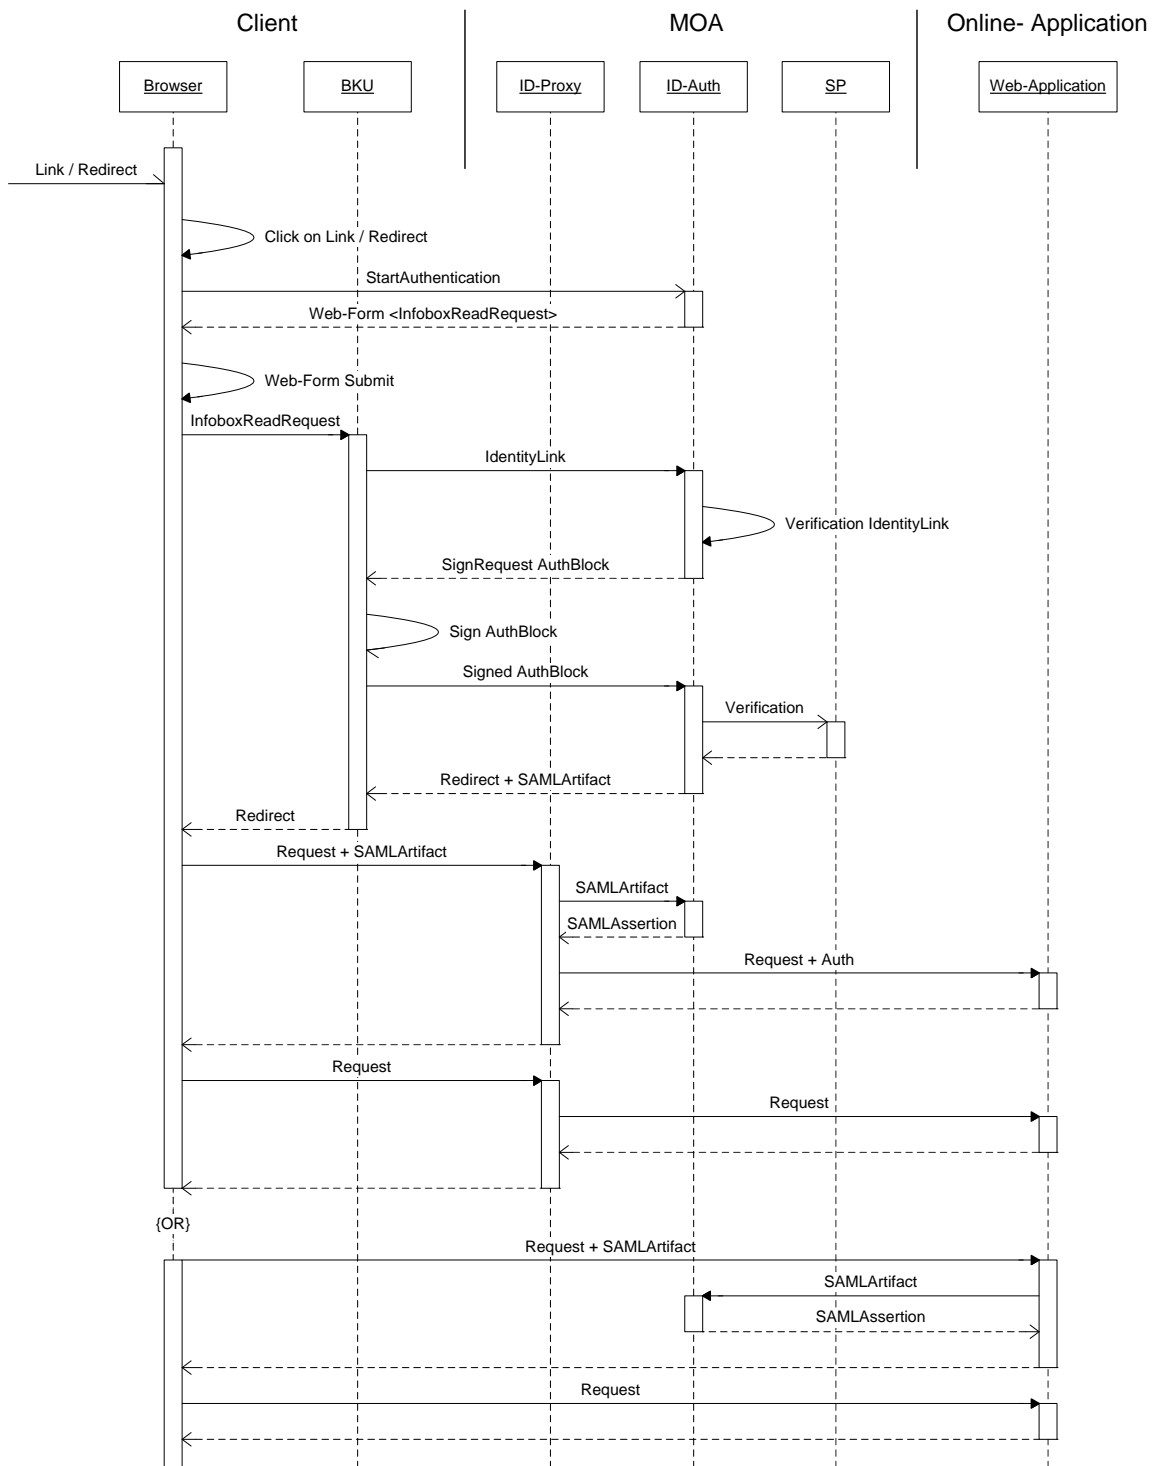 Client
MOA
Online- Application
Browser
BKU
ID-Proxy
ID-Auth
SP
Web-Application
Link / Redirect
Click on Link / Redirect
StartAuthentication
Web-Form <InfoboxReadRequest>
Web-Form Submit
InfoboxReadRequest
IdentityLink
Verification IdentityLink
SignRequest AuthBlock
Sign AuthBlock
Signed AuthBlock
Verification
Redirect + SAMLArtifact
Redirect
Request + SAMLArtifact
SAMLArtifact
SAMLAssertion
Request + Auth
Request
Request
{OR}
Request + SAMLArtifact
SAMLArtifact
SAMLAssertion
Request